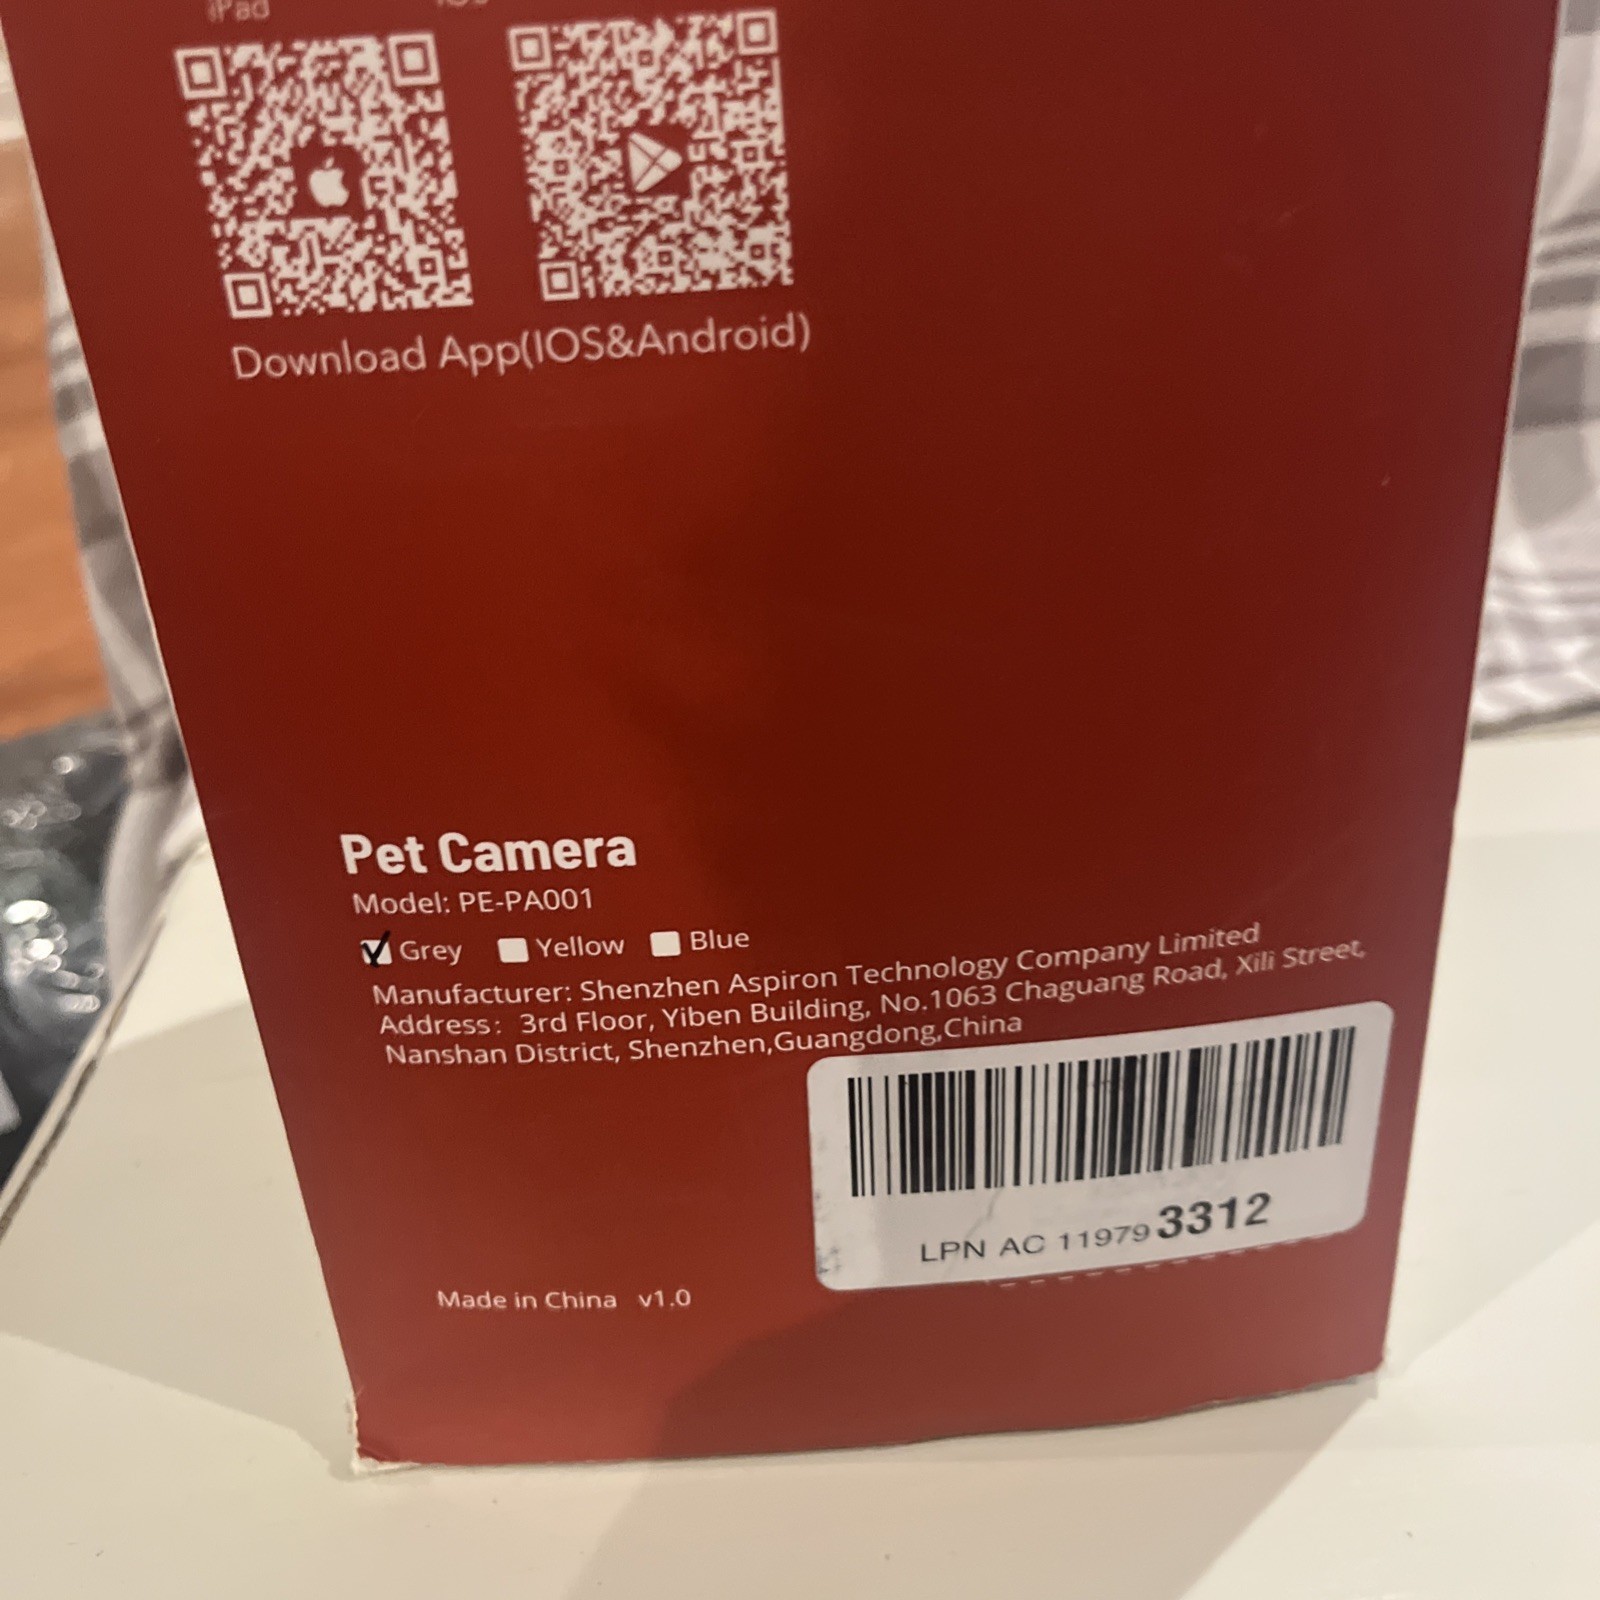 iPad
Download App(IOS&Android)
Pet Camera
Model: PE-PA001
Grey Yellow Blue
Manufacturer: Shenzhen Aspiron Technology Company Limited
Address: 3rd Floor, Yiben Building, No.1063 Chaguang Road, Xili Street,
Nanshan District, Shenzhen,Guangdong,China
LPN AC 119793312
Made in China v1.0